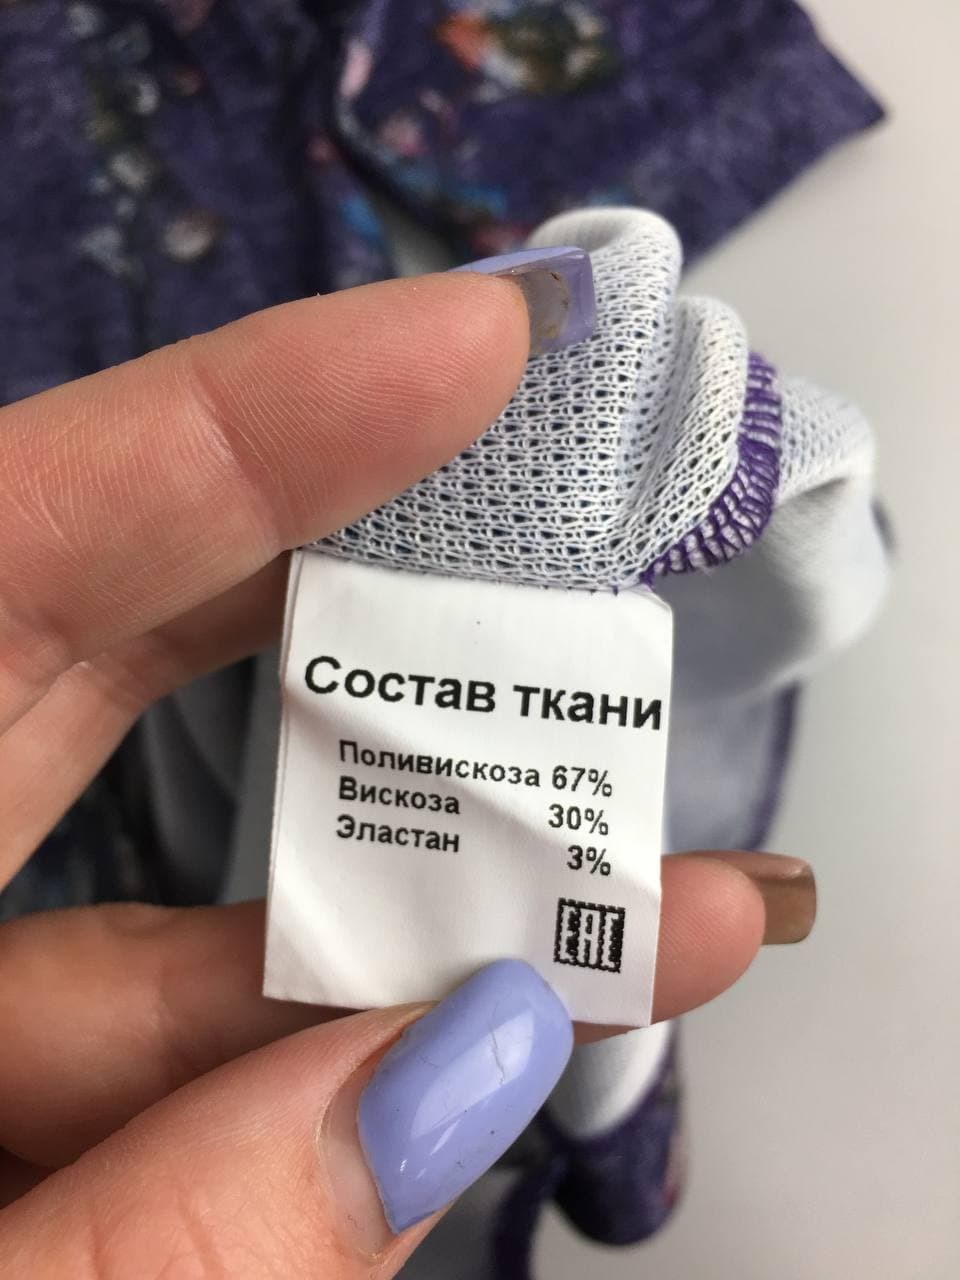 Состав ткани
Поливискоза 67%
Вискоза 30%
Эластан 3%
EAC